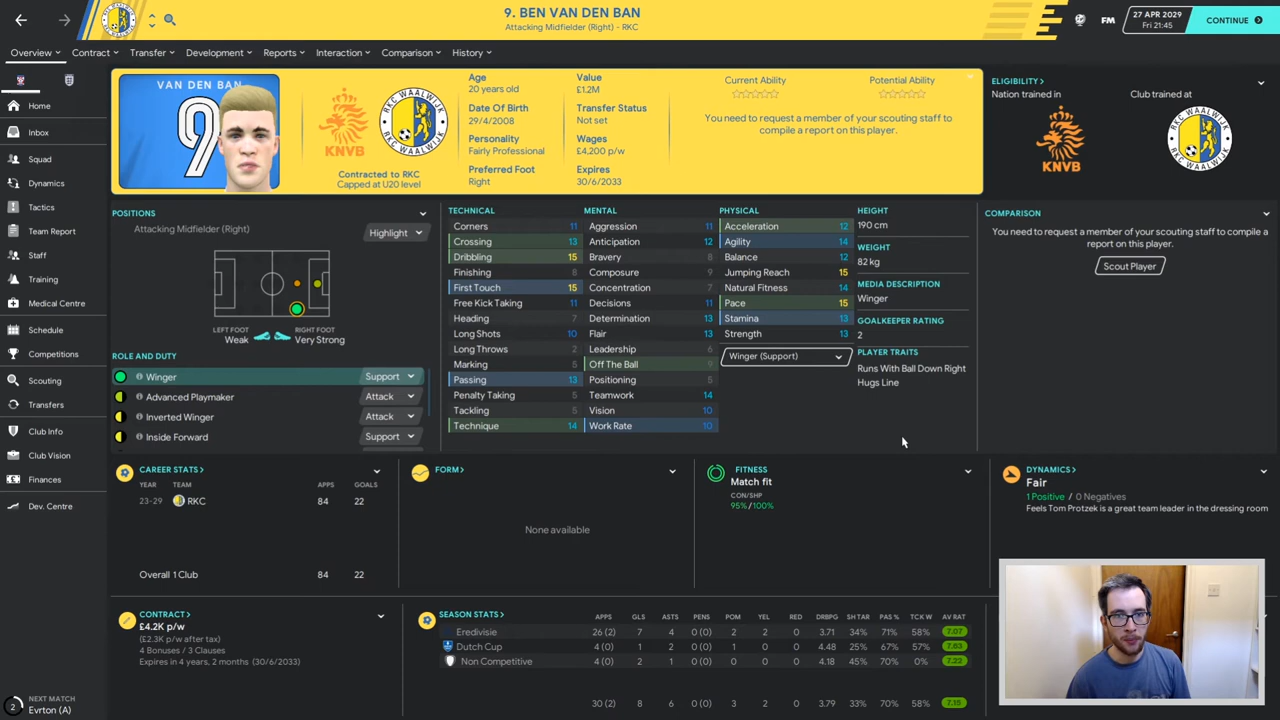 9. BEN VAN DEN BAN
Attacking Midfielder (Right) - RKC
FM
27 APR 2029
Fri 21:45
CONTINUE
Overview
Contract
Transfer
Development
Reports
Interaction
Comparison
History
Home
Inbox
Squad
Dynamics
Tactics
Team Report
Staff
Training
Medical Centre
Schedule
Competitions
Scouting
Transfers
Club Info
Club Vision
Finances
Dev. Centre
2
NEXT MATCH
Evrton (A)
VAN DEN BAN
9
KNVB
RKC WAALWIJK
Contracted to RKC
Capped at U20 level
Age
20 years old
Date Of Birth
29/4/2008
Personality
Fairly Professional
Preferred Foot
Right
Value
£1.2M
Transfer Status
Not set
Wages
£4,200 p/w
Expires
30/6/2033
Current Ability
Potential Ability
You need to request a member of your scouting staff to
compile a report on this player.
ELIGIBILITY>
Nation trained in
Club trained at
KNVB
RKC WAALWIJK
POSITIONS
Attacking Midfielder (Right)
Highlight
LEFT FOOT
Weak
RIGHT FOOT
Very Strong
ROLE AND DUTY
Winger Support
Advanced Playmaker Attack
Inverted Winger Attack
Inside Forward Support
TECHNICAL
Corners 11
Crossing 13
Dribbling 15
Finishing 8
First Touch 15
Free Kick Taking 11
Heading 7
Long Shots 10
Long Throws 2
Marking 5
Passing 13
Penalty Taking 5
Tackling 5
Technique 14
MENTAL
Aggression 11
Anticipation 12
Bravery 8
Composure 9
Concentration 7
Decisions 11
Determination 13
Flair 13
Leadership 6
Off The Ball 9
Positioning 5
Teamwork 14
Vision 10
Work Rate 10
PHYSICAL
Acceleration 12
Agility 14
Balance 12
Jumping Reach 15
Natural Fitness 14
Pace 15
Stamina 13
Strength 13
Winger (Support)
HEIGHT
190 cm
WEIGHT
82 kg
MEDIA DESCRIPTION
Winger
GOALKEEPER RATING
2
PLAYER TRAITS
Runs With Ball Down Right
Hugs Line
COMPARISON
You need to request a member of your scouting staff to compile a
report on this player.
Scout Player
CAREER STATS>
YEAR TEAM APPS GOALS
23-29 RKC 84 22
Overall 1 Club 84 22
FORM>
None available
FITNESS
Match fit
CON/SHP
95%/100%
DYNAMICS>
Fair
1 Positive / 0 Negatives
Feels Tom Protzek is a great team leader in the dressing room
CONTRACT>
£4.2K p/w
(£2.3K p/w after tax)
4 Bonuses / 3 Clauses
Expires in 4 years, 2 months (30/6/2033)
SEASON STATS>
APPS GLS ASTS PENS POM YEL RED DRBPG SH TAR PAS % TCK W AV RAT
Eredivisie 26 (2) 7 4 0 (0) 2 2 0 3.71 34% 71% 58% 7.07
Dutch Cup 4 (0) 1 2 0 (0) 1 0 0 4.48 25% 67% 57% 7.63
Non Competitive 4 (0) 2 1 0 (0) 0 0 0 4.18 45% 70% 0% 7.22
30 (2) 8 6 0 (0) 3 2 0 3.79 33% 70% 58% 7.15